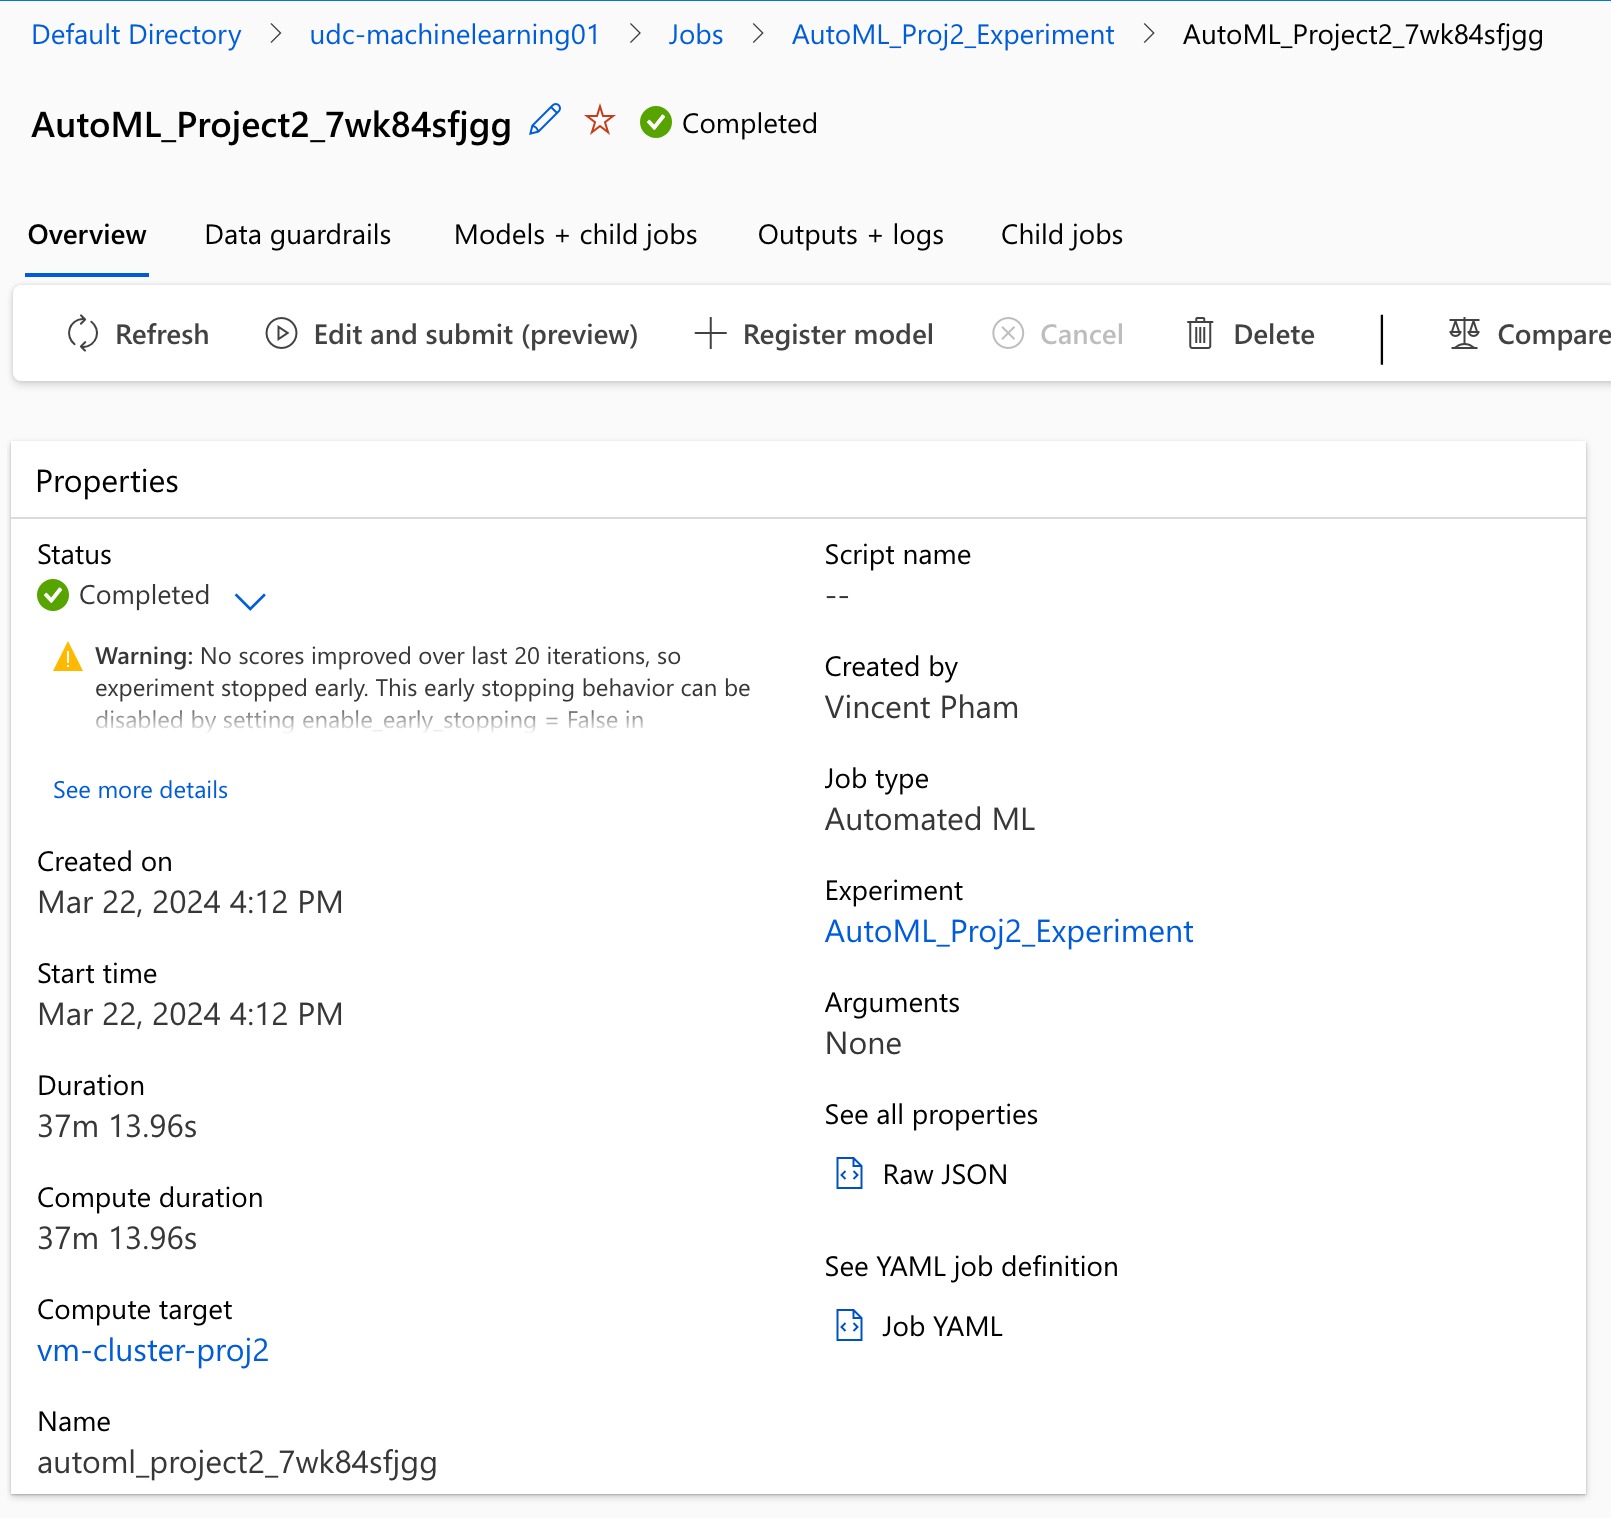 Default Directory > udc-machinelearning01 > Jobs > AutoML_Proj2_Experiment > AutoML_Project2_7wk84sfjgg
AutoML_Project2_7wk84sfjgg Completed
Overview Data guardrails Models + child jobs Outputs + logs Child jobs
Refresh Edit and submit (preview) Register model Cancel Delete Compare
Properties
Status
Completed
Warning: No scores improved over last 20 iterations, so
experiment stopped early. This early stopping behavior can be
disabled by setting enable_early_stopping = False in
See more details
Created on
Mar 22, 2024 4:12 PM
Start time
Mar 22, 2024 4:12 PM
Duration
37m 13.96s
Compute duration
37m 13.96s
Compute target
vm-cluster-proj2
Name
automl_project2_7wk84sfjgg
Script name
--
Created by
Vincent Pham
Job type
Automated ML
Experiment
AutoML_Proj2_Experiment
Arguments
None
See all properties
Raw JSON
See YAML job definition
Job YAML